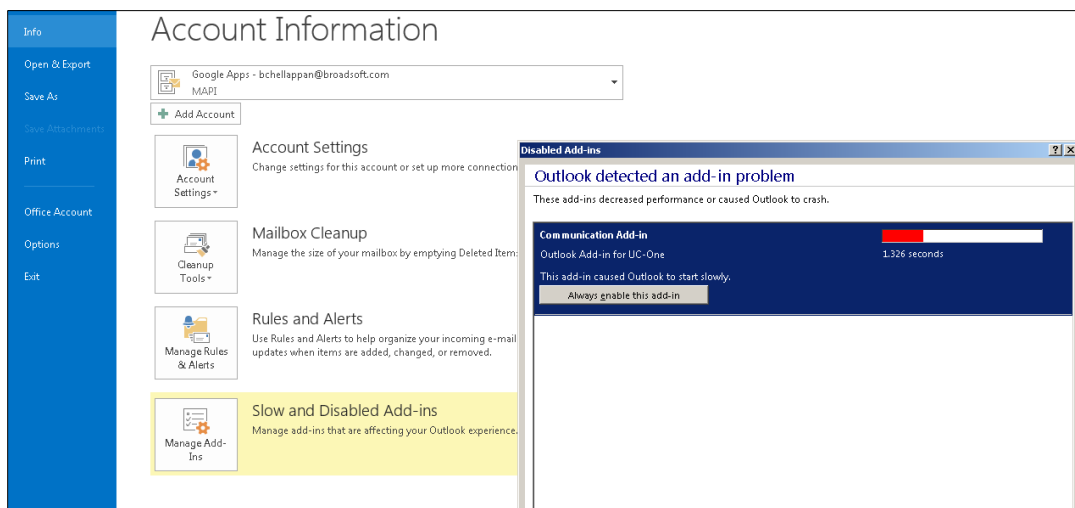 Info
Open & Export
Save As
Save Attachments
Print
Office Account
Options
Exit
Account Information
Google Apps - bchellappan@broadsoft.com
MAPI
Add Account
Account
Settings
Account Settings
Change settings for this account or set up more connection
Cleanup
Tools
Mailbox Cleanup
Manage the size of your mailbox by emptying Deleted Item
Manage Rules
& Alerts
Rules and Alerts
Use Rules and Alerts to help organize your incoming e-mail
updates when items are added, changed, or removed.
Manage Add-
Ins
Slow and Disabled Add-ins
Manage add-ins that are affecting your Outlook experience.
Disabled Add-ins
Outlook detected an add-in problem
These add-ins decreased performance or caused Outlook to crash.
Communication Add-in
Outlook Add-in for UC-One
1.326 seconds
This add-in caused Outlook to start slowly.
Always enable this add-in